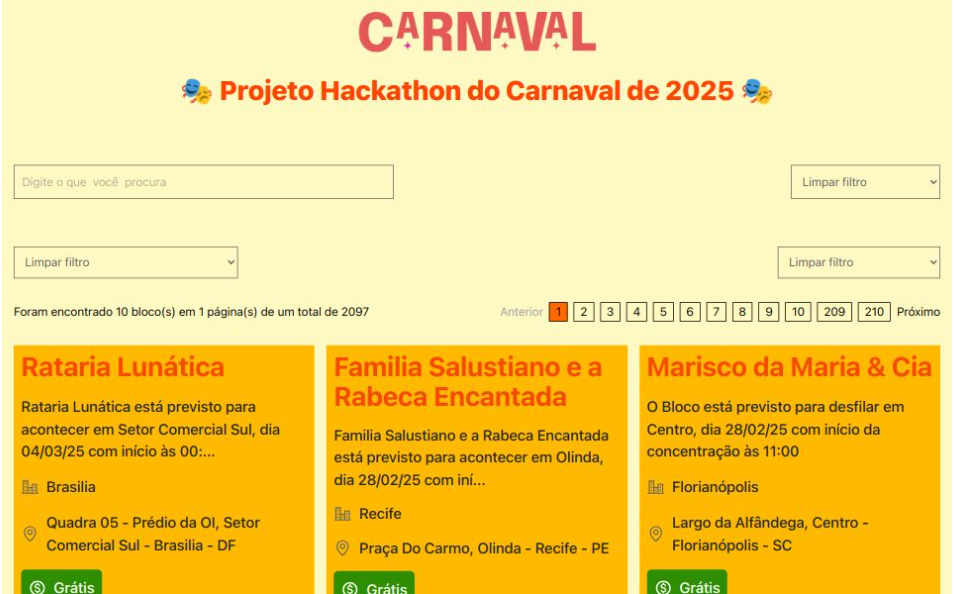 CARNAVAL
🎭 Projeto Hackathon do Carnaval de 2025 🎭
Digite o que você procura
Limpar filtro
Limpar filtro
Limpar filtro
Foram encontrado 10 bloco(s) em 1 página(s) de um total de 2097
Anterior 1 2 3 4 5 6 7 8 9 10 209 210 Próximo
Rataria Lunática
Rataria Lunática está previsto para
acontecer em Setor Comercial Sul, dia
04/03/25 com início às 00:...
Brasilia
Quadra 05 - Prédio da OI, Setor
Comercial Sul - Brasilia - DF
Grátis
Familia Salustiano e a
Rabeca Encantada
Familia Salustiano e a Rabeca Encantada
está previsto para acontecer em Olinda,
dia 28/02/25 com iní...
Recife
Praça Do Carmo, Olinda - Recife - PE
Grátis
Marisco da Maria & Cia
O Bloco está previsto para desfilar em
Centro, dia 28/02/25 com início da
concentração às 11:00
Florianópolis
Largo da Alfândega, Centro -
Florianópolis - SC
Grátis